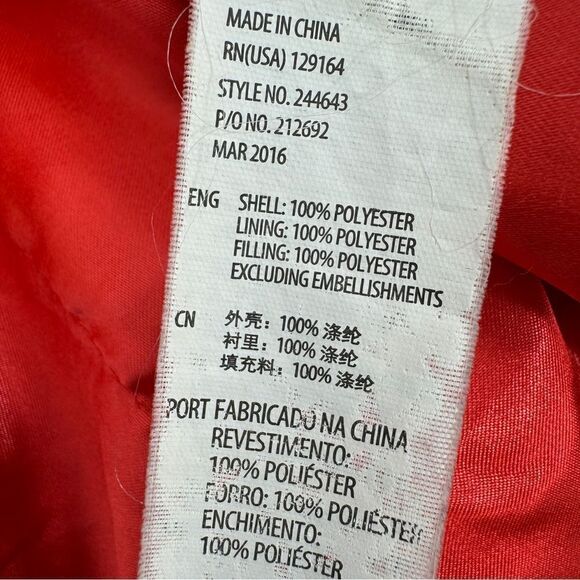 MADE IN CHINA
RN(USA) 129164
STYLE NO. 244643
P/O NO. 212692
MAR 2016
ENG SHELL: 100% POLYESTER
LINING: 100% POLYESTER
FILLING: 100% POLYESTER
EXCLUDING EMBELLISHMENTS
CN 外壳：100% 涤纶
衬里：100% 涤纶
填充料：100% 涤纶
PORT FABRICADO NA CHINA
REVESTIMENTO:
100% POLIÉSTER
FORRO: 100% POLIÉSTER
ENCHIMENTO:
100% POLIÉSTER